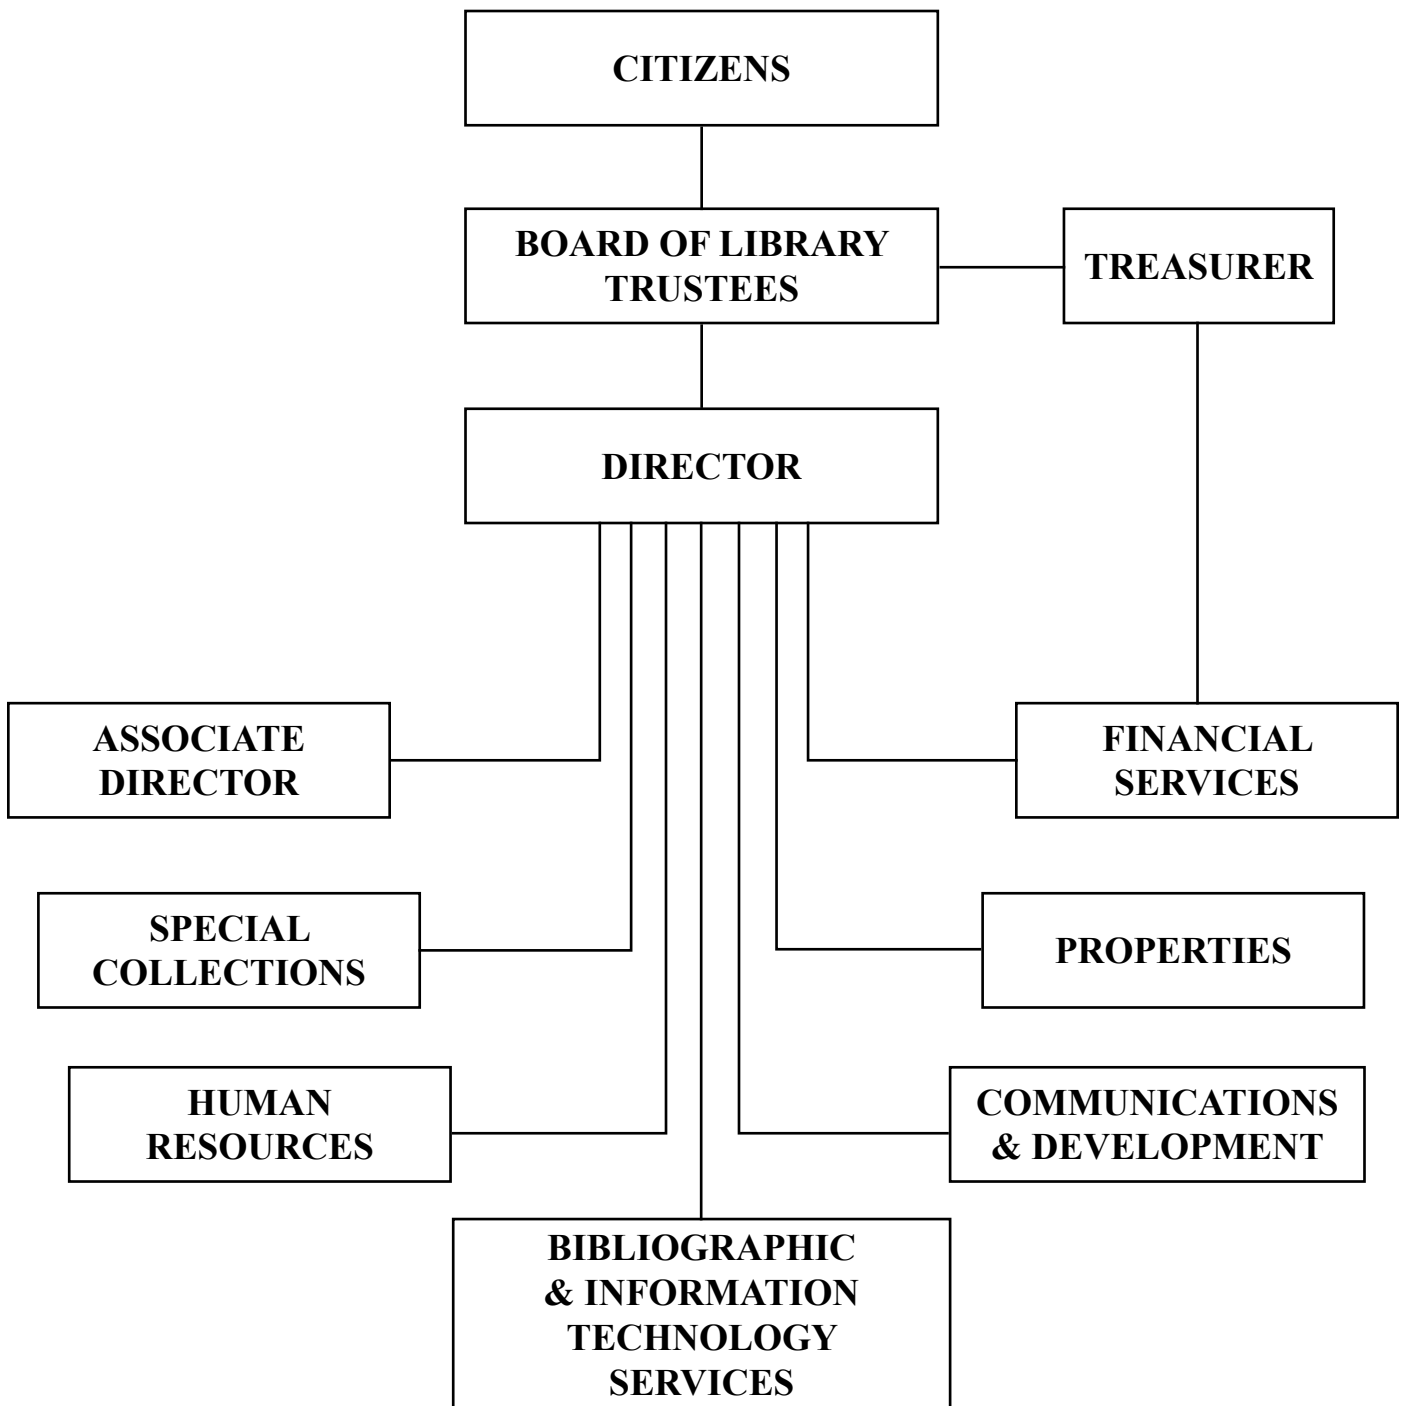 CITIZENS
BOARD OF LIBRARY
TRUSTEES
TREASURER
DIRECTOR
ASSOCIATE
DIRECTOR
FINANCIAL
SERVICES
SPECIAL
COLLECTIONS
PROPERTIES
HUMAN
RESOURCES
COMMUNICATIONS
& DEVELOPMENT
BIBLIOGRAPHIC
& INFORMATION
TECHNOLOGY
SERVICES